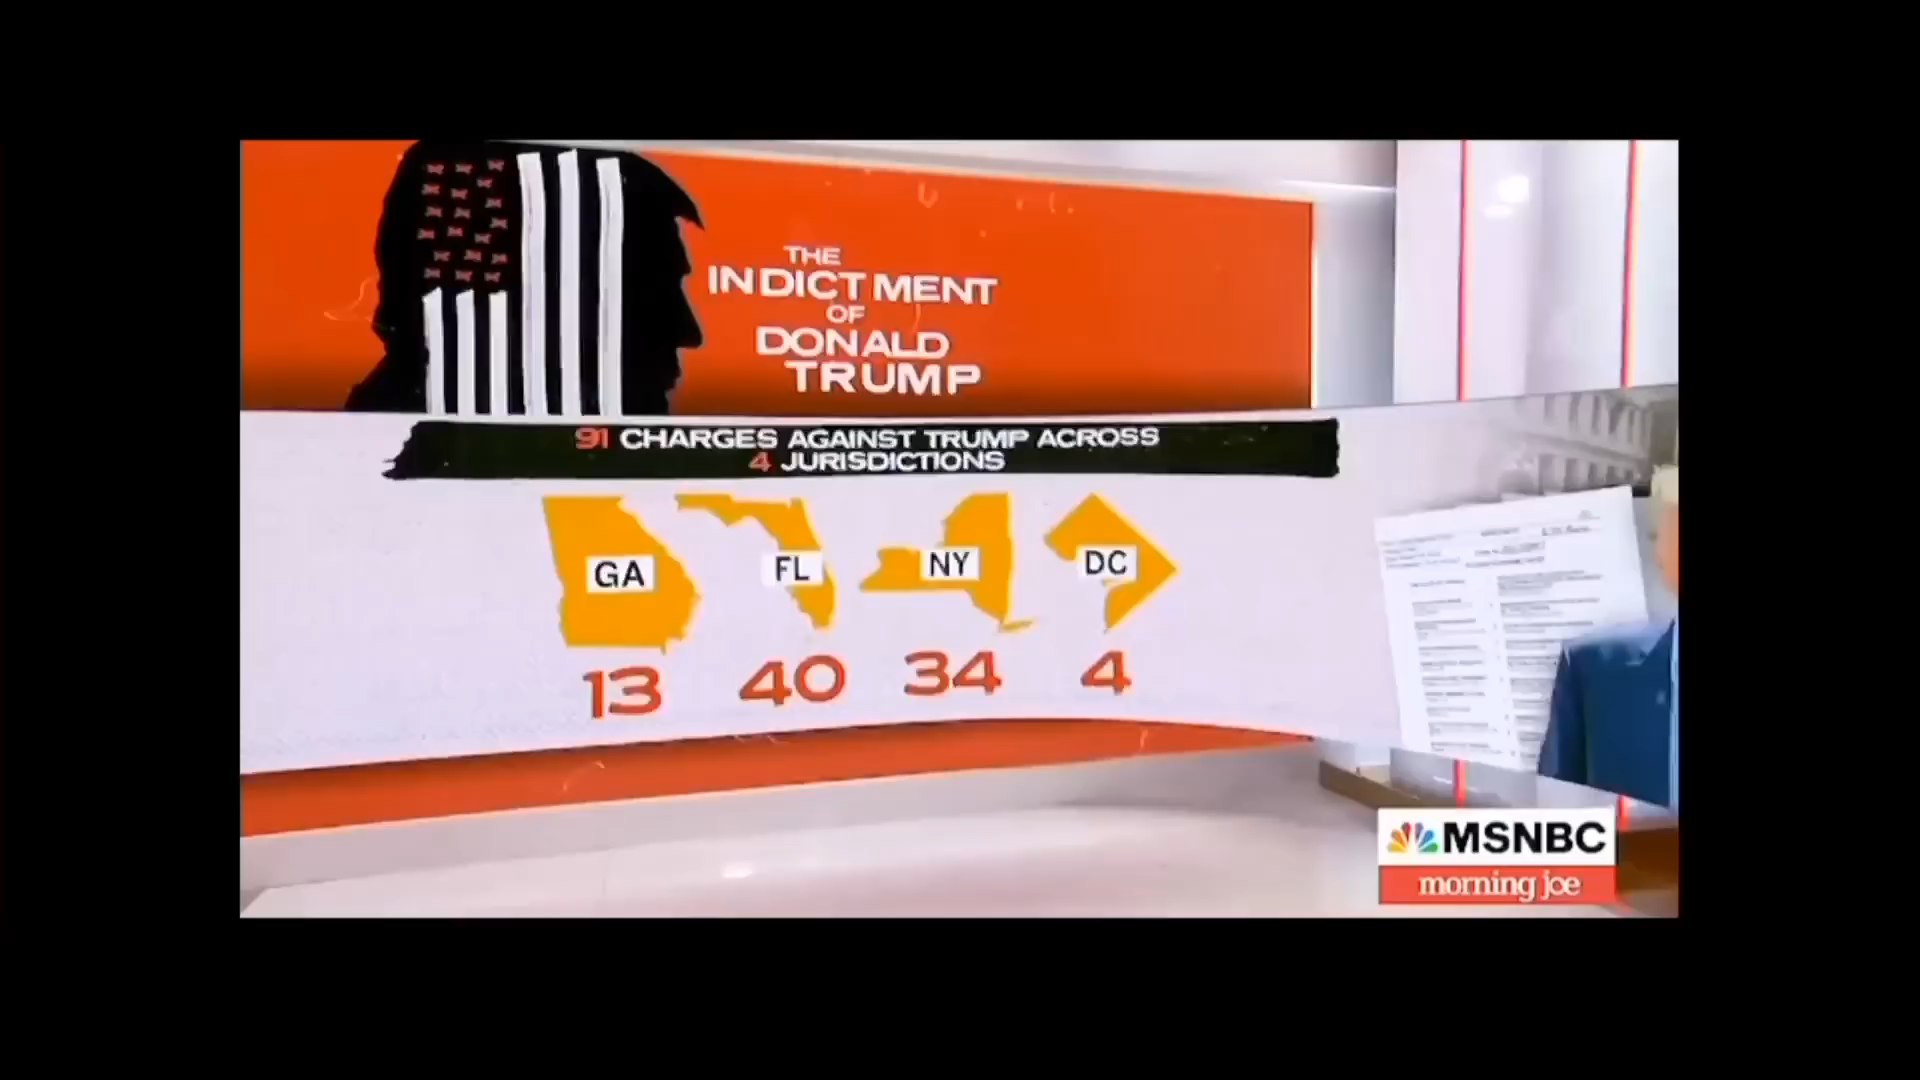 THE
INDICTMENT
OF
DONALD
TRUMP
91 CHARGES AGAINST TRUMP ACROSS
4 JURISDICTIONS
GA
FL
NY
DC
13
40
34
4
MSNBC
morning joe